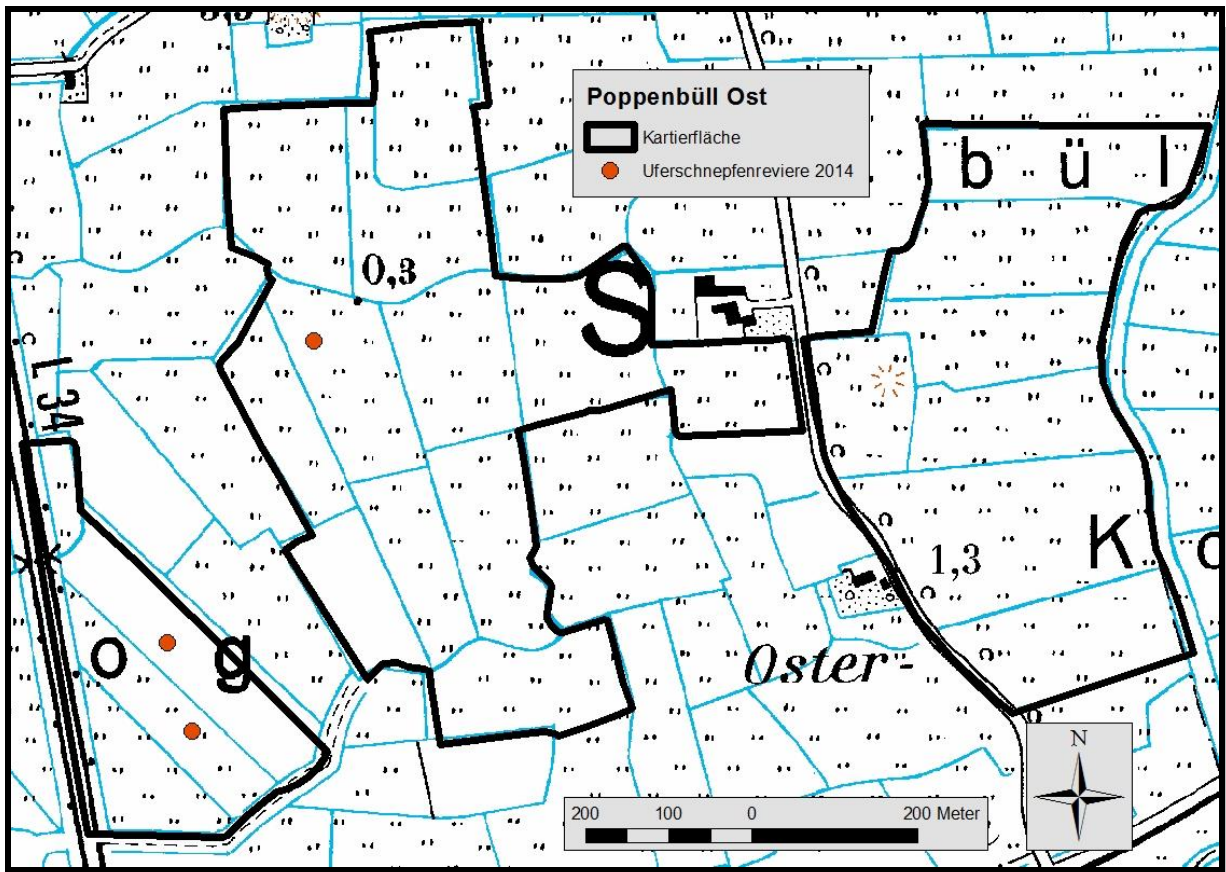 Poppenbüll Ost
Kartierfläche
Uferschnepfenreviere 2014
b ü l
0,3
S
L 34
1,3
K
o g
Oster-
N
200 100 0 200 Meter